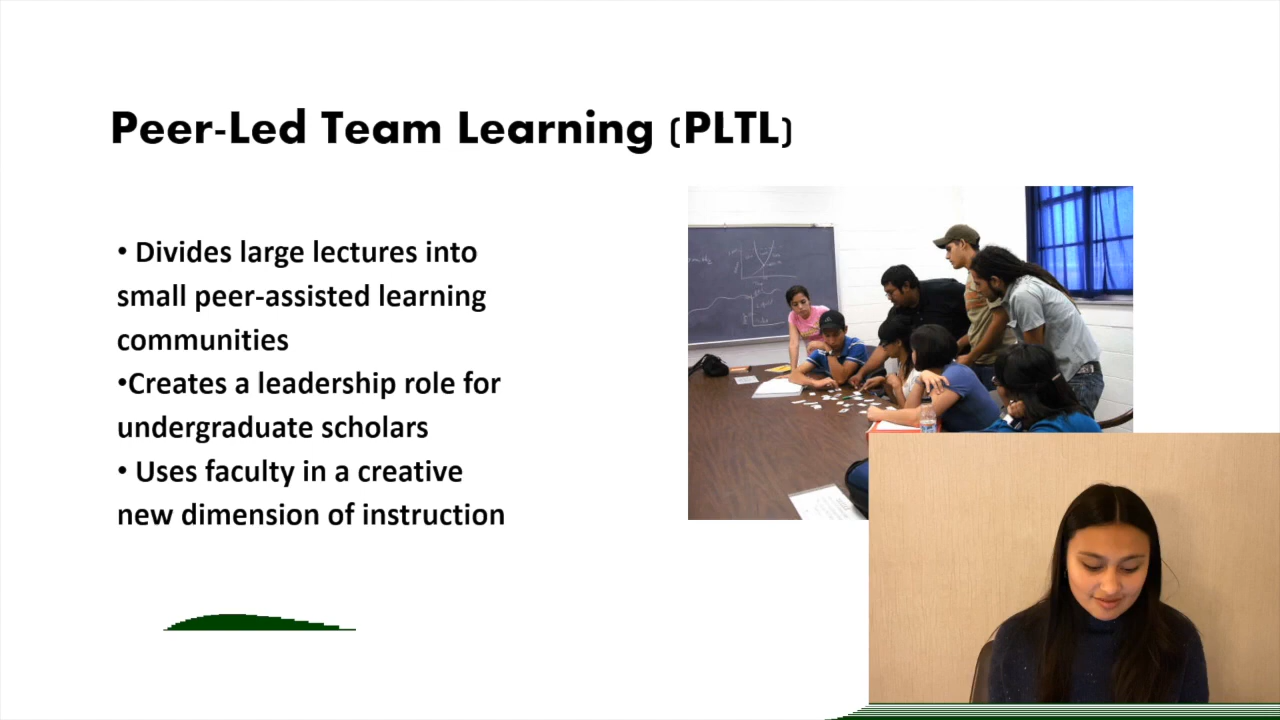 Peer-Led Team Learning (PLTL)
• Divides large lectures into
small peer-assisted learning
communities
•Creates a leadership role for
undergraduate scholars
• Uses faculty in a creative
new dimension of instruction